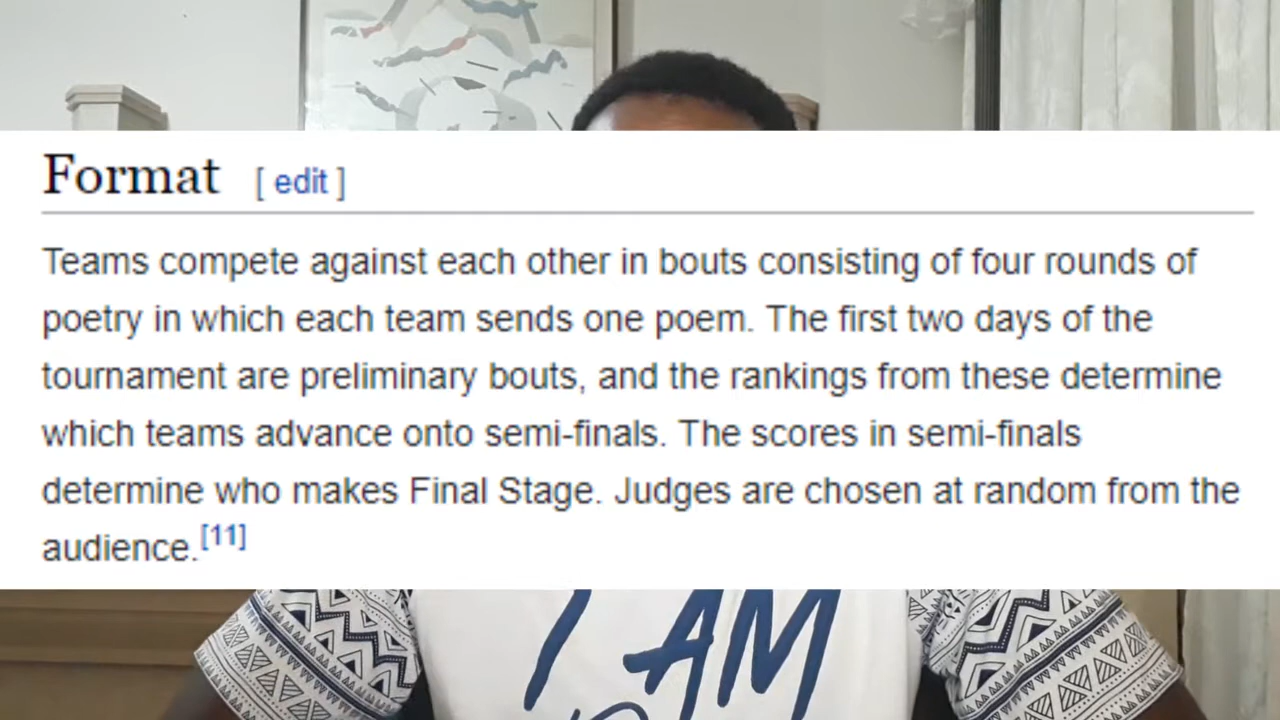 Format [ edit ]
Teams compete against each other in bouts consisting of four rounds of
poetry in which each team sends one poem. The first two days of the
tournament are preliminary bouts, and the rankings from these determine
which teams advance onto semi-finals. The scores in semi-finals
determine who makes Final Stage. Judges are chosen at random from the
audience.[11]
I AM